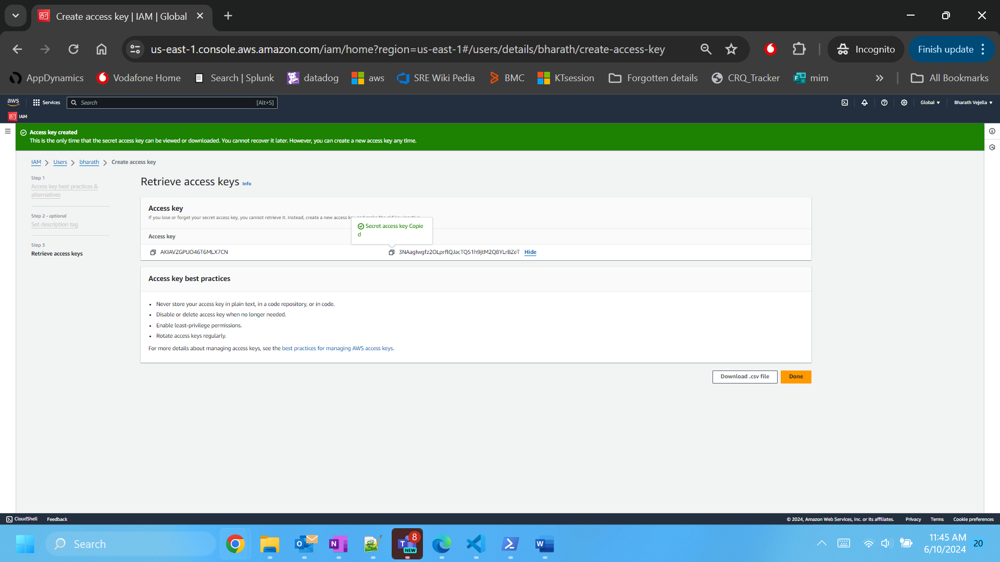 Create access key | IAM | Global
us-east-1.console.aws.amazon.com/iam/home?region=us-east-1#/users/details/bharath/create-access-key
Incognito
Finish update
AppDynamics
Vodafone Home
Search | Splunk
datadog
aws
SRE Wiki Pedia
BMC
KTsession
Forgotten details
CRQ_Tracker
mim
All Bookmarks
aws
Services
Search
[Alt+S]
Global
Bharath Vejella
IAM
Access key created
This is the only time that the secret access key can be viewed or downloaded. You cannot recover it later. However, you can create a new access key any time.
IAM
Users
bharath
Create access key
Step 1
Access key best practices &
alternatives
Step 2 - optional
Set description tag
Step 3
Retrieve access keys
Retrieve access keys Info
Access key
If you lose or forget your secret access key, you cannot retrieve it. Instead, create a new access
Secret access key Copie
d
Access key
AKIAVZGPUO46T6MLX7CN
Hide
Access key best practices
Never store your access key in plain text, in a code repository, or in code.
Disable or delete access key when no longer needed.
Enable least-privilege permissions.
Rotate access keys regularly.
For more details about managing access keys, see the best practices for managing AWS access keys.
Download .csv file
Done
CloudShell
Feedback
© 2024, Amazon Web Services, Inc. or its affiliates.
Privacy
Terms
Cookie preferences
Search
8
NEW
11:45 AM
6/10/2024
20